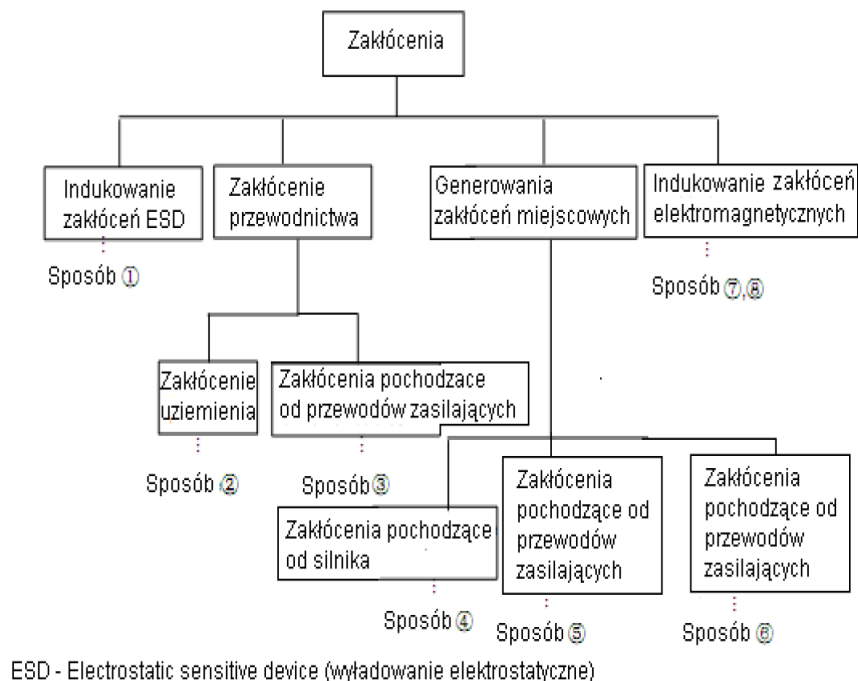 Zakłócenia
Indukowanie
zakłóceń ESD
Sposób ①
Zakłócenie
przewodnictwa
Generowania
zakłóceń miejscowych
Indukowanie zakłóceń
elektromagnetycznych
Sposób ⑦,⑧
Zakłócenie
uziemienia
Sposób ②
Zakłócenia pochodzace
od przewodów zasilających
Sposób ③
Zakłócenia pochodzące
od silnika
Sposób ④
Zakłócenia
pochodzące od
przewodów
zasilających
Sposób ⑤
Zakłócenia
pochodzące od
przewodów
zasilających
Sposób ⑥
ESD - Electrostatic sensitive device (wyładowanie elektrostatyczne)